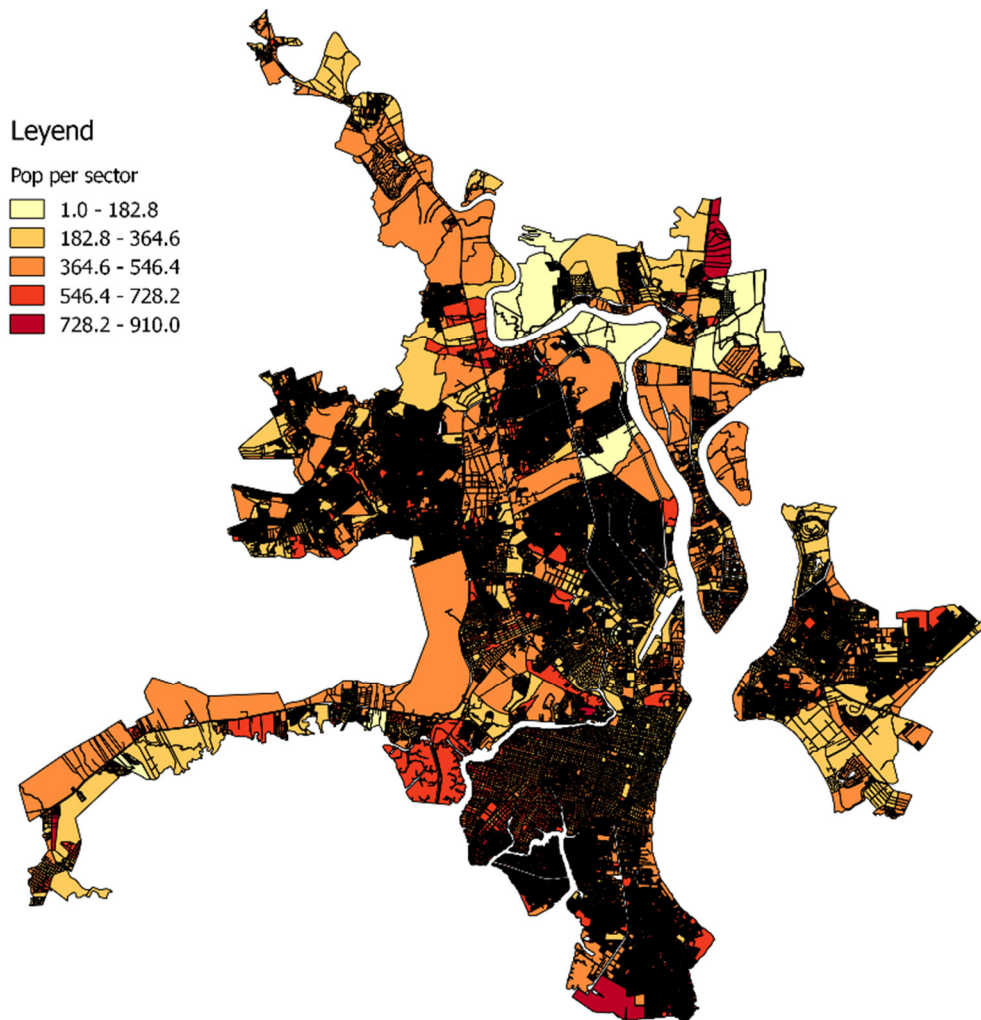 Leyend
Pop per sector
1.0 - 182.8
182.8 - 364.6
364.6 - 546.4
546.4 - 728.2
728.2 - 910.0